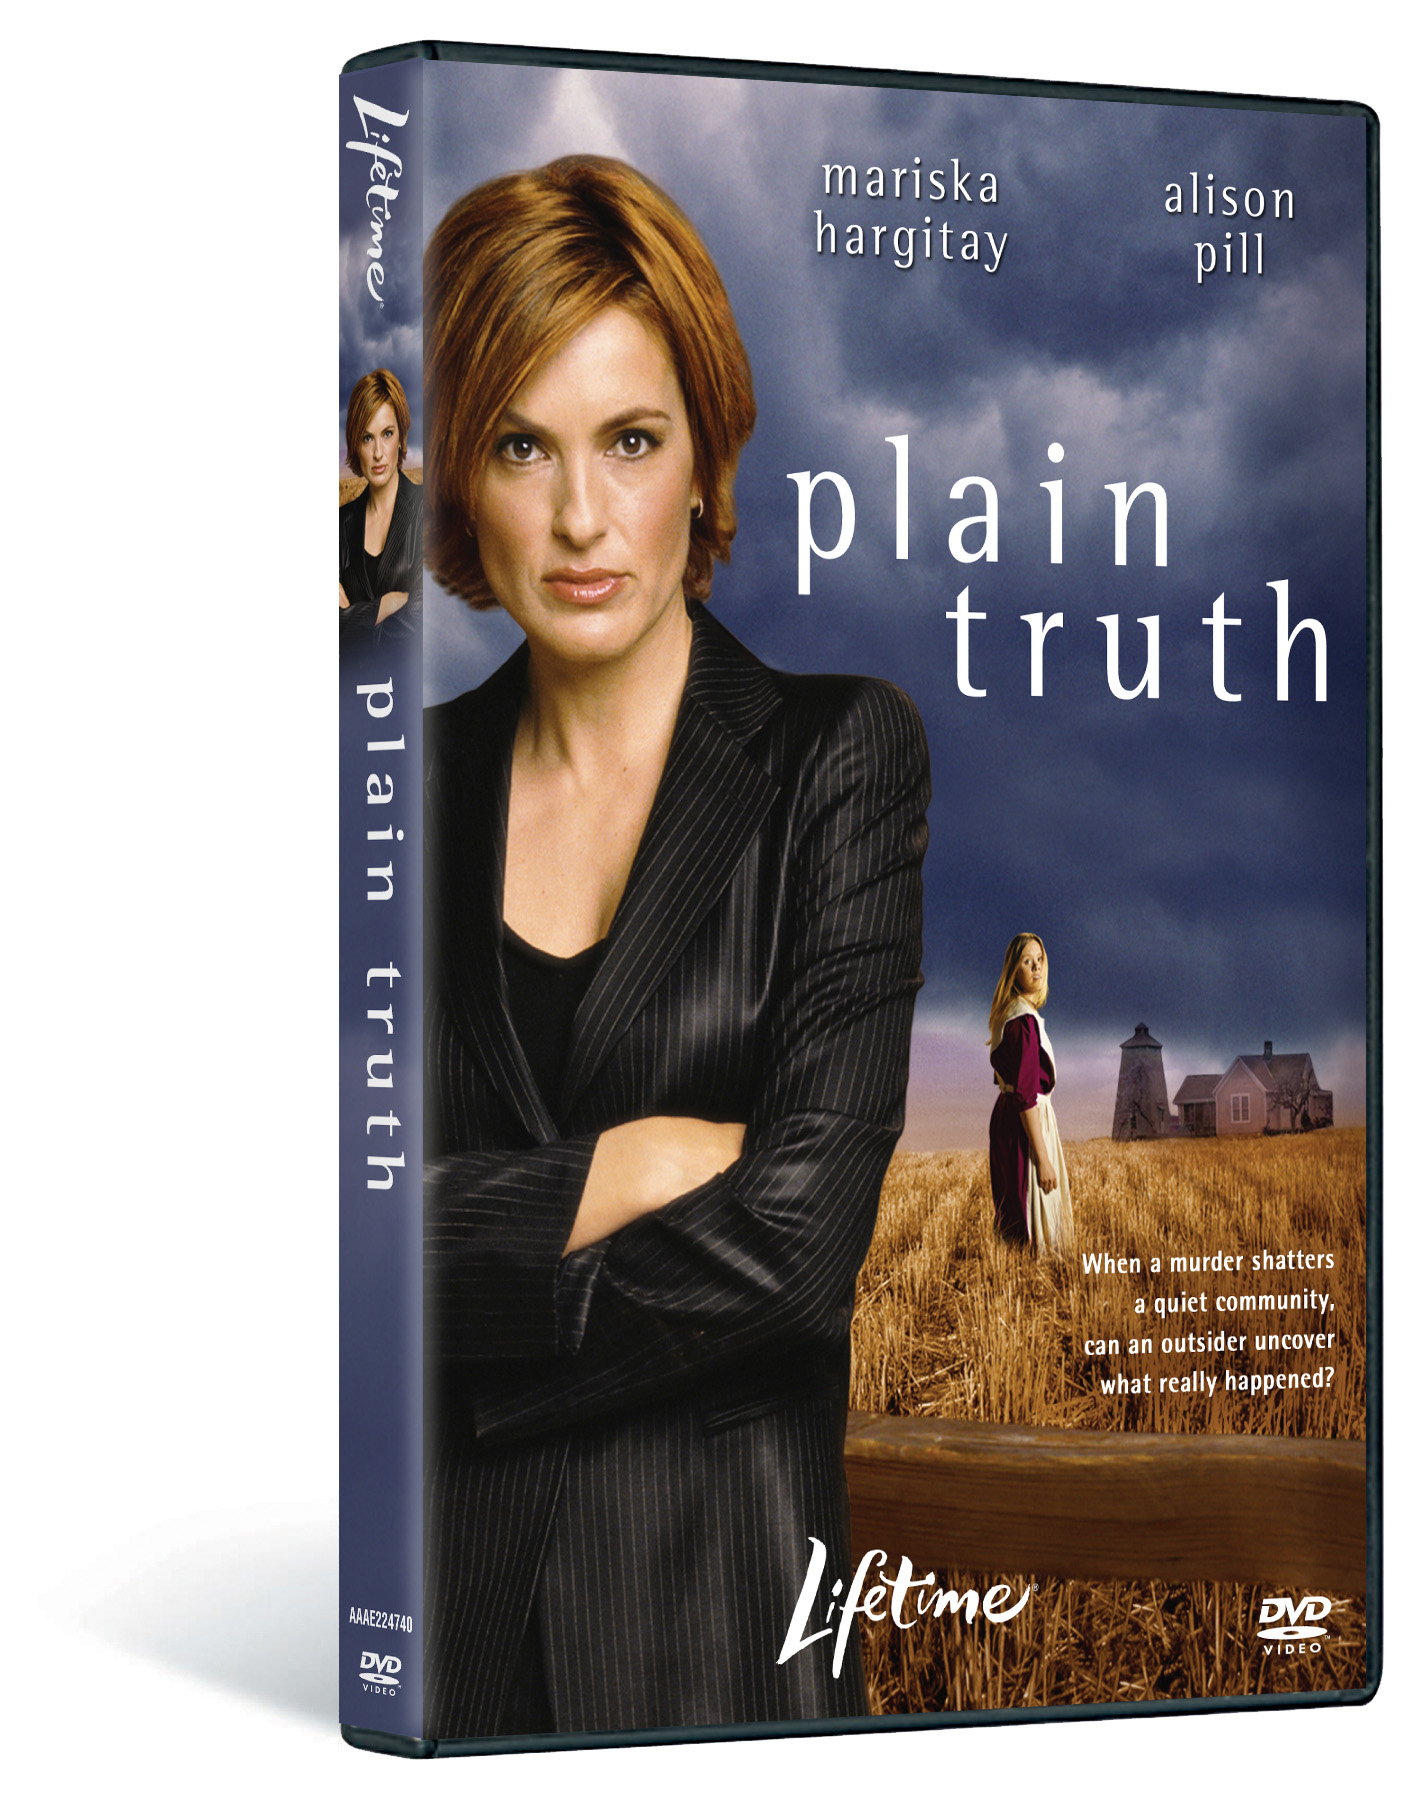 Lifetime
plain truth
AAAE224740
DVD
VIDEO
mariska
hargitay
alison
pill
plain
truth
When a murder shatters
a quiet community,
can an outsider uncover
what really happened?
Lifetime®
DVD
VIDEO™